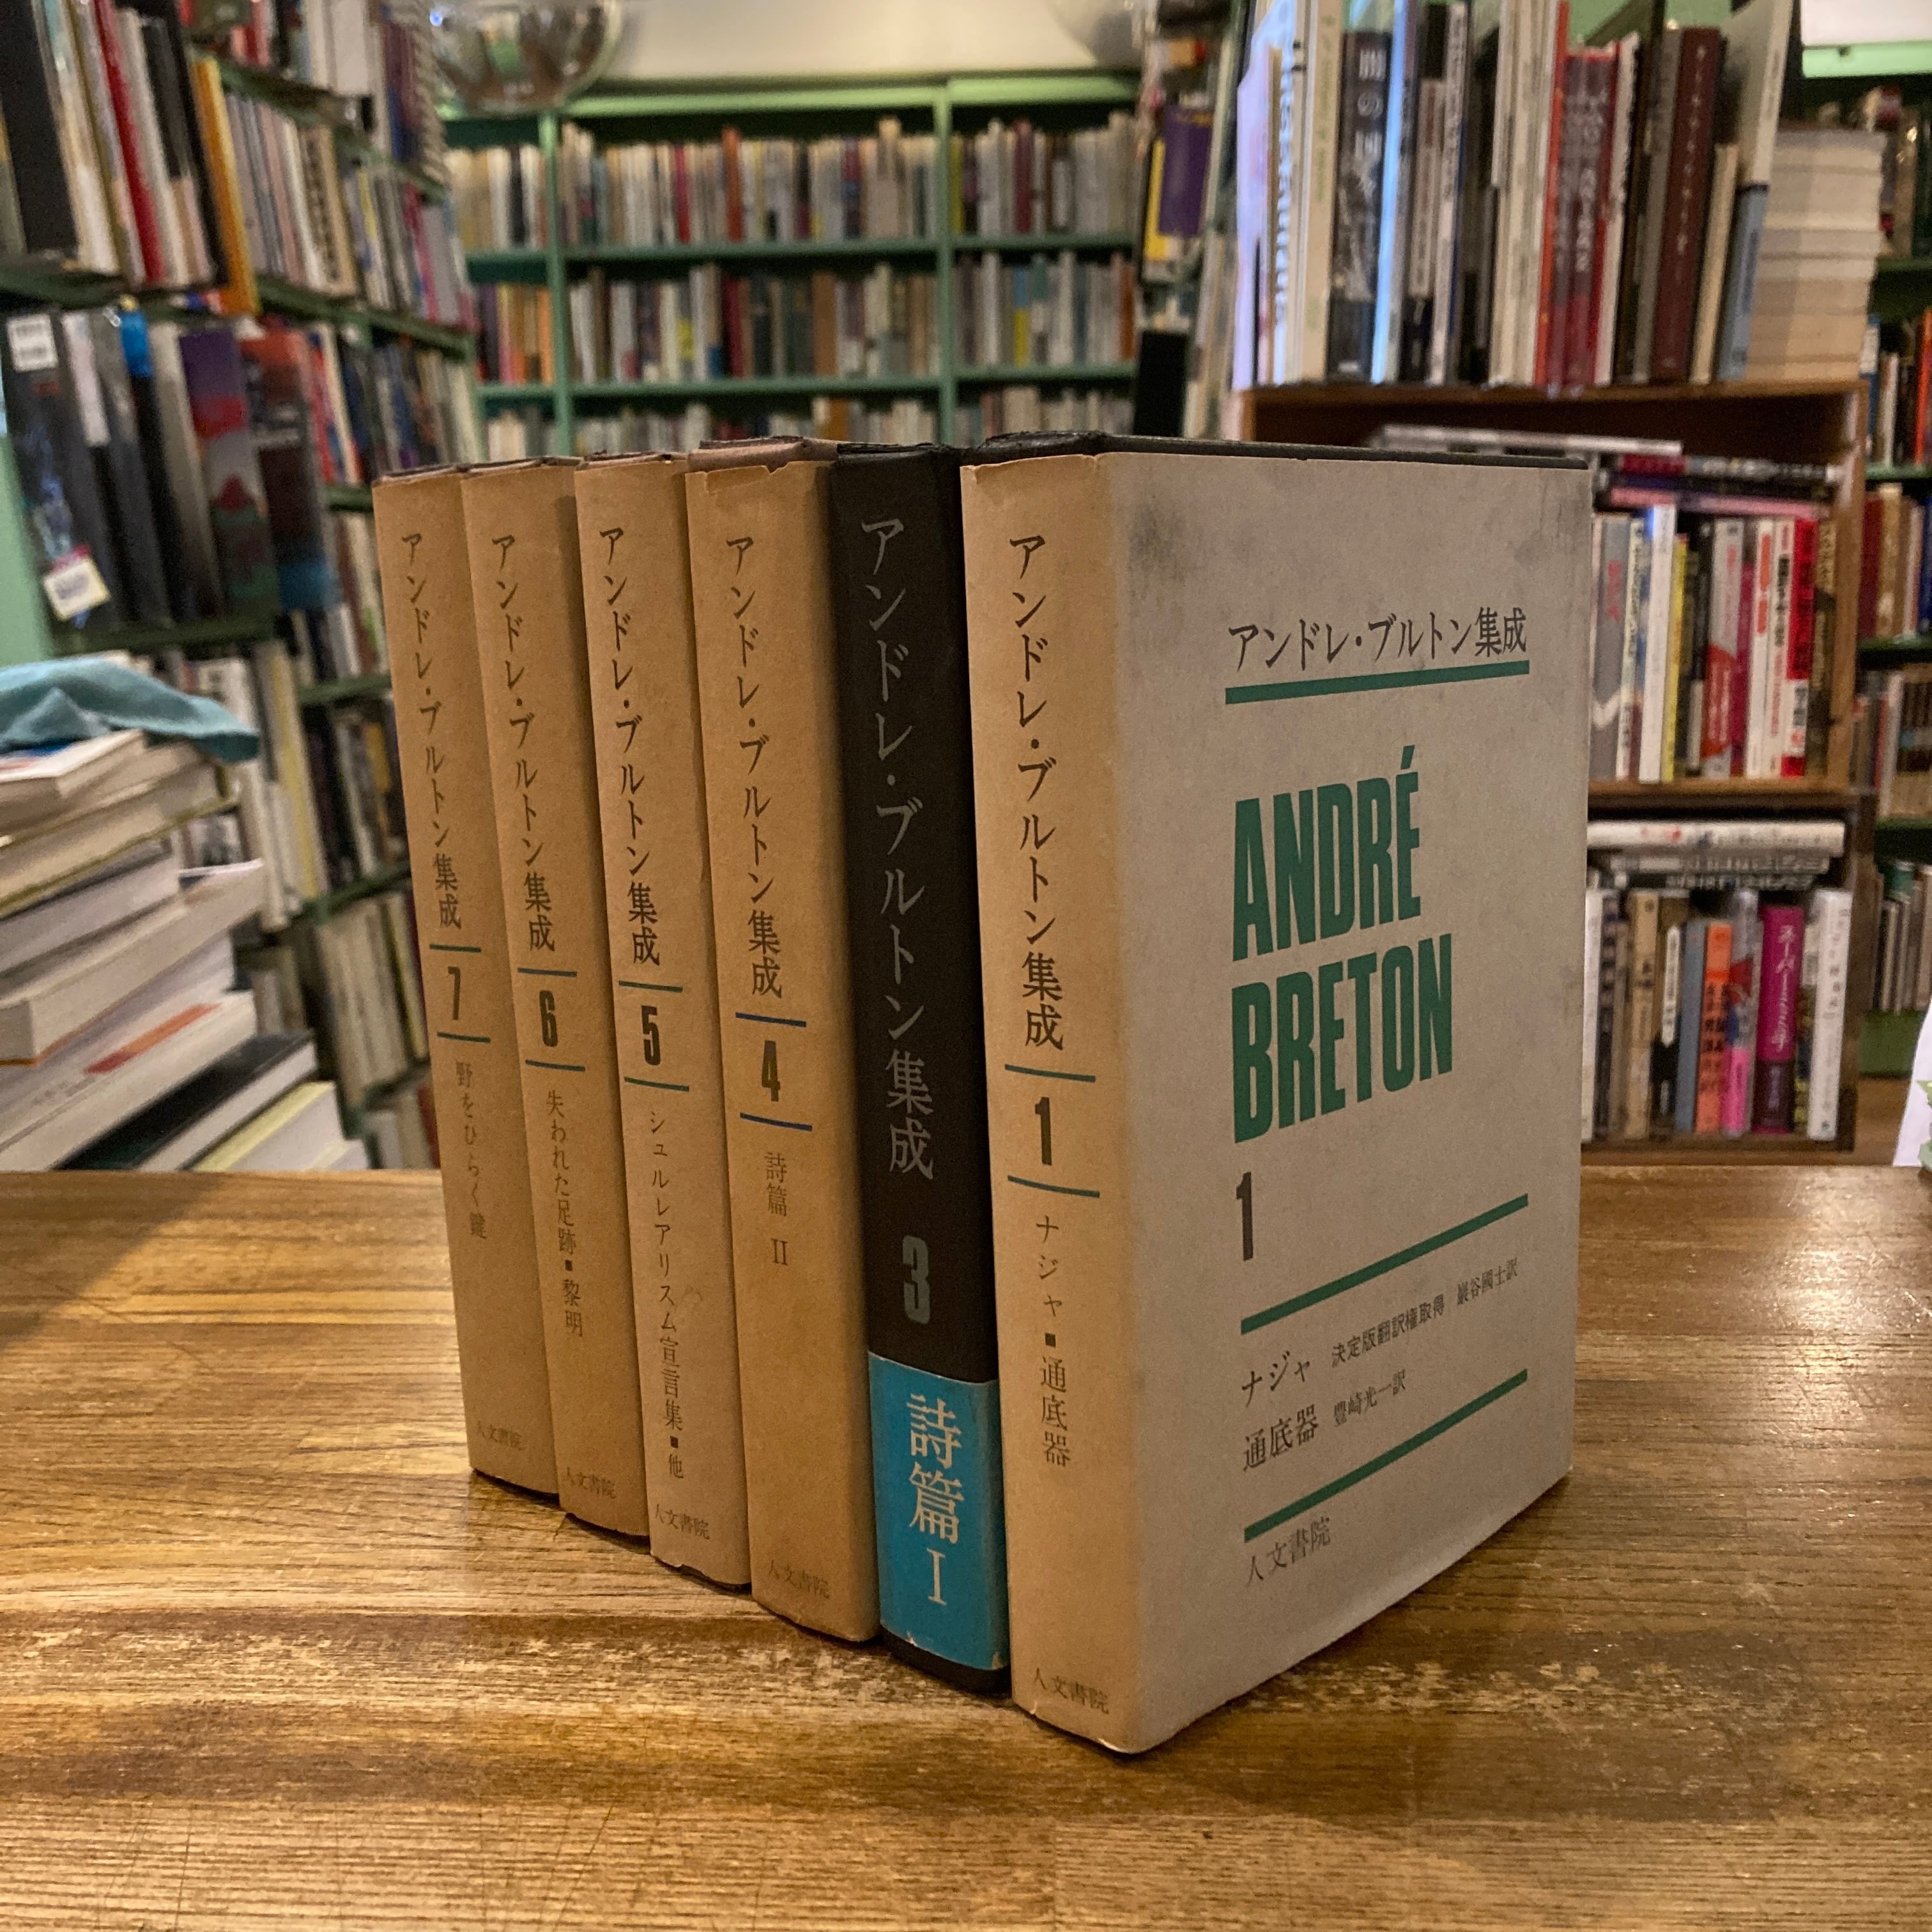 アンドレ・ブルトン集成
7
野をひらく鍵
人文書院
アンドレ・ブルトン集成
6
失われた足跡▪黎明
人文書院
アンドレ・ブルトン集成
5
シュルレアリスム宣言集▪他
人文書院
アンドレ・ブルトン集成
4
詩篇 II
人文書院
アンドレ・ブルトン集成
3
詩篇 I
アンドレ・ブルトン集成
1
ナジャ▪通底器
人文書院
アンドレ・ブルトン集成
ANDRÉ
BRETON
1
ナジャ 決定版翻訳権取得 巖谷國士訳
通底器 豊崎光一訳
人文書院